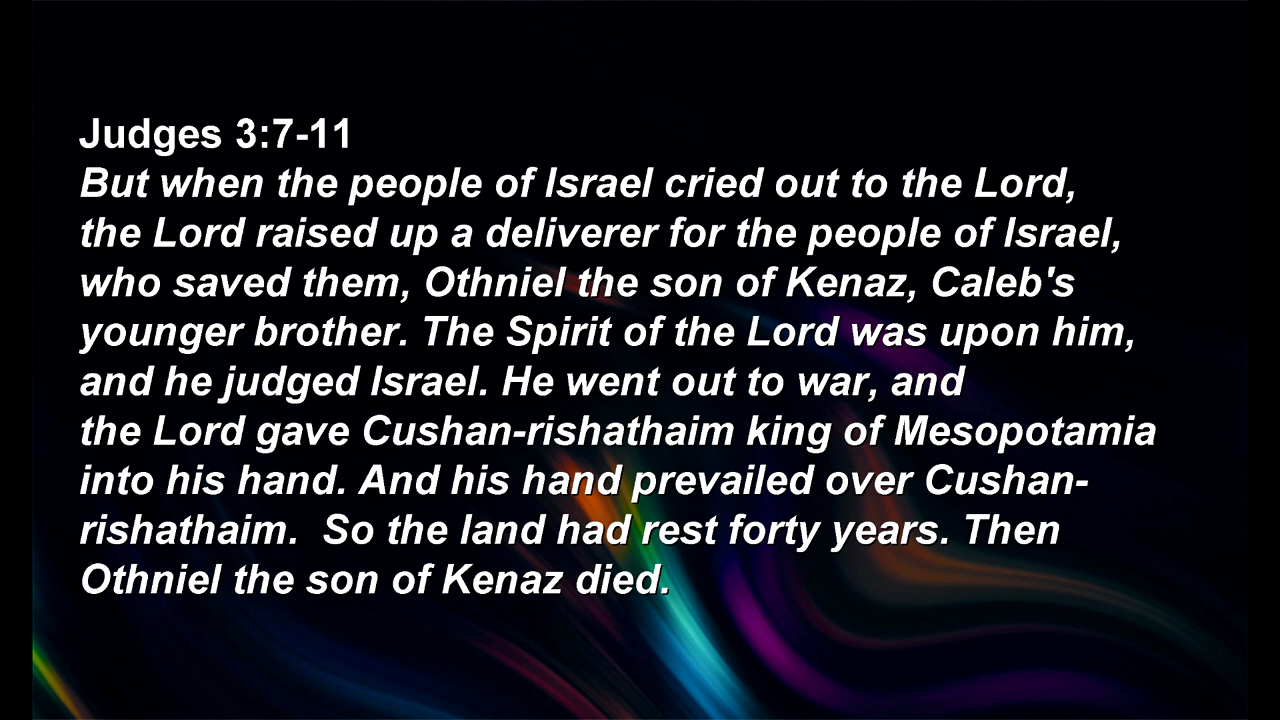 Judges 3:7-11
But when the people of Israel cried out to the Lord,
the Lord raised up a deliverer for the people of Israel,
who saved them, Othniel the son of Kenaz, Caleb's
younger brother. The Spirit of the Lord was upon him,
and he judged Israel. He went out to war, and
the Lord gave Cushan-rishathaim king of Mesopotamia
into his hand. And his hand prevailed over Cushan-
rishathaim.  So the land had rest forty years. Then
Othniel the son of Kenaz died.